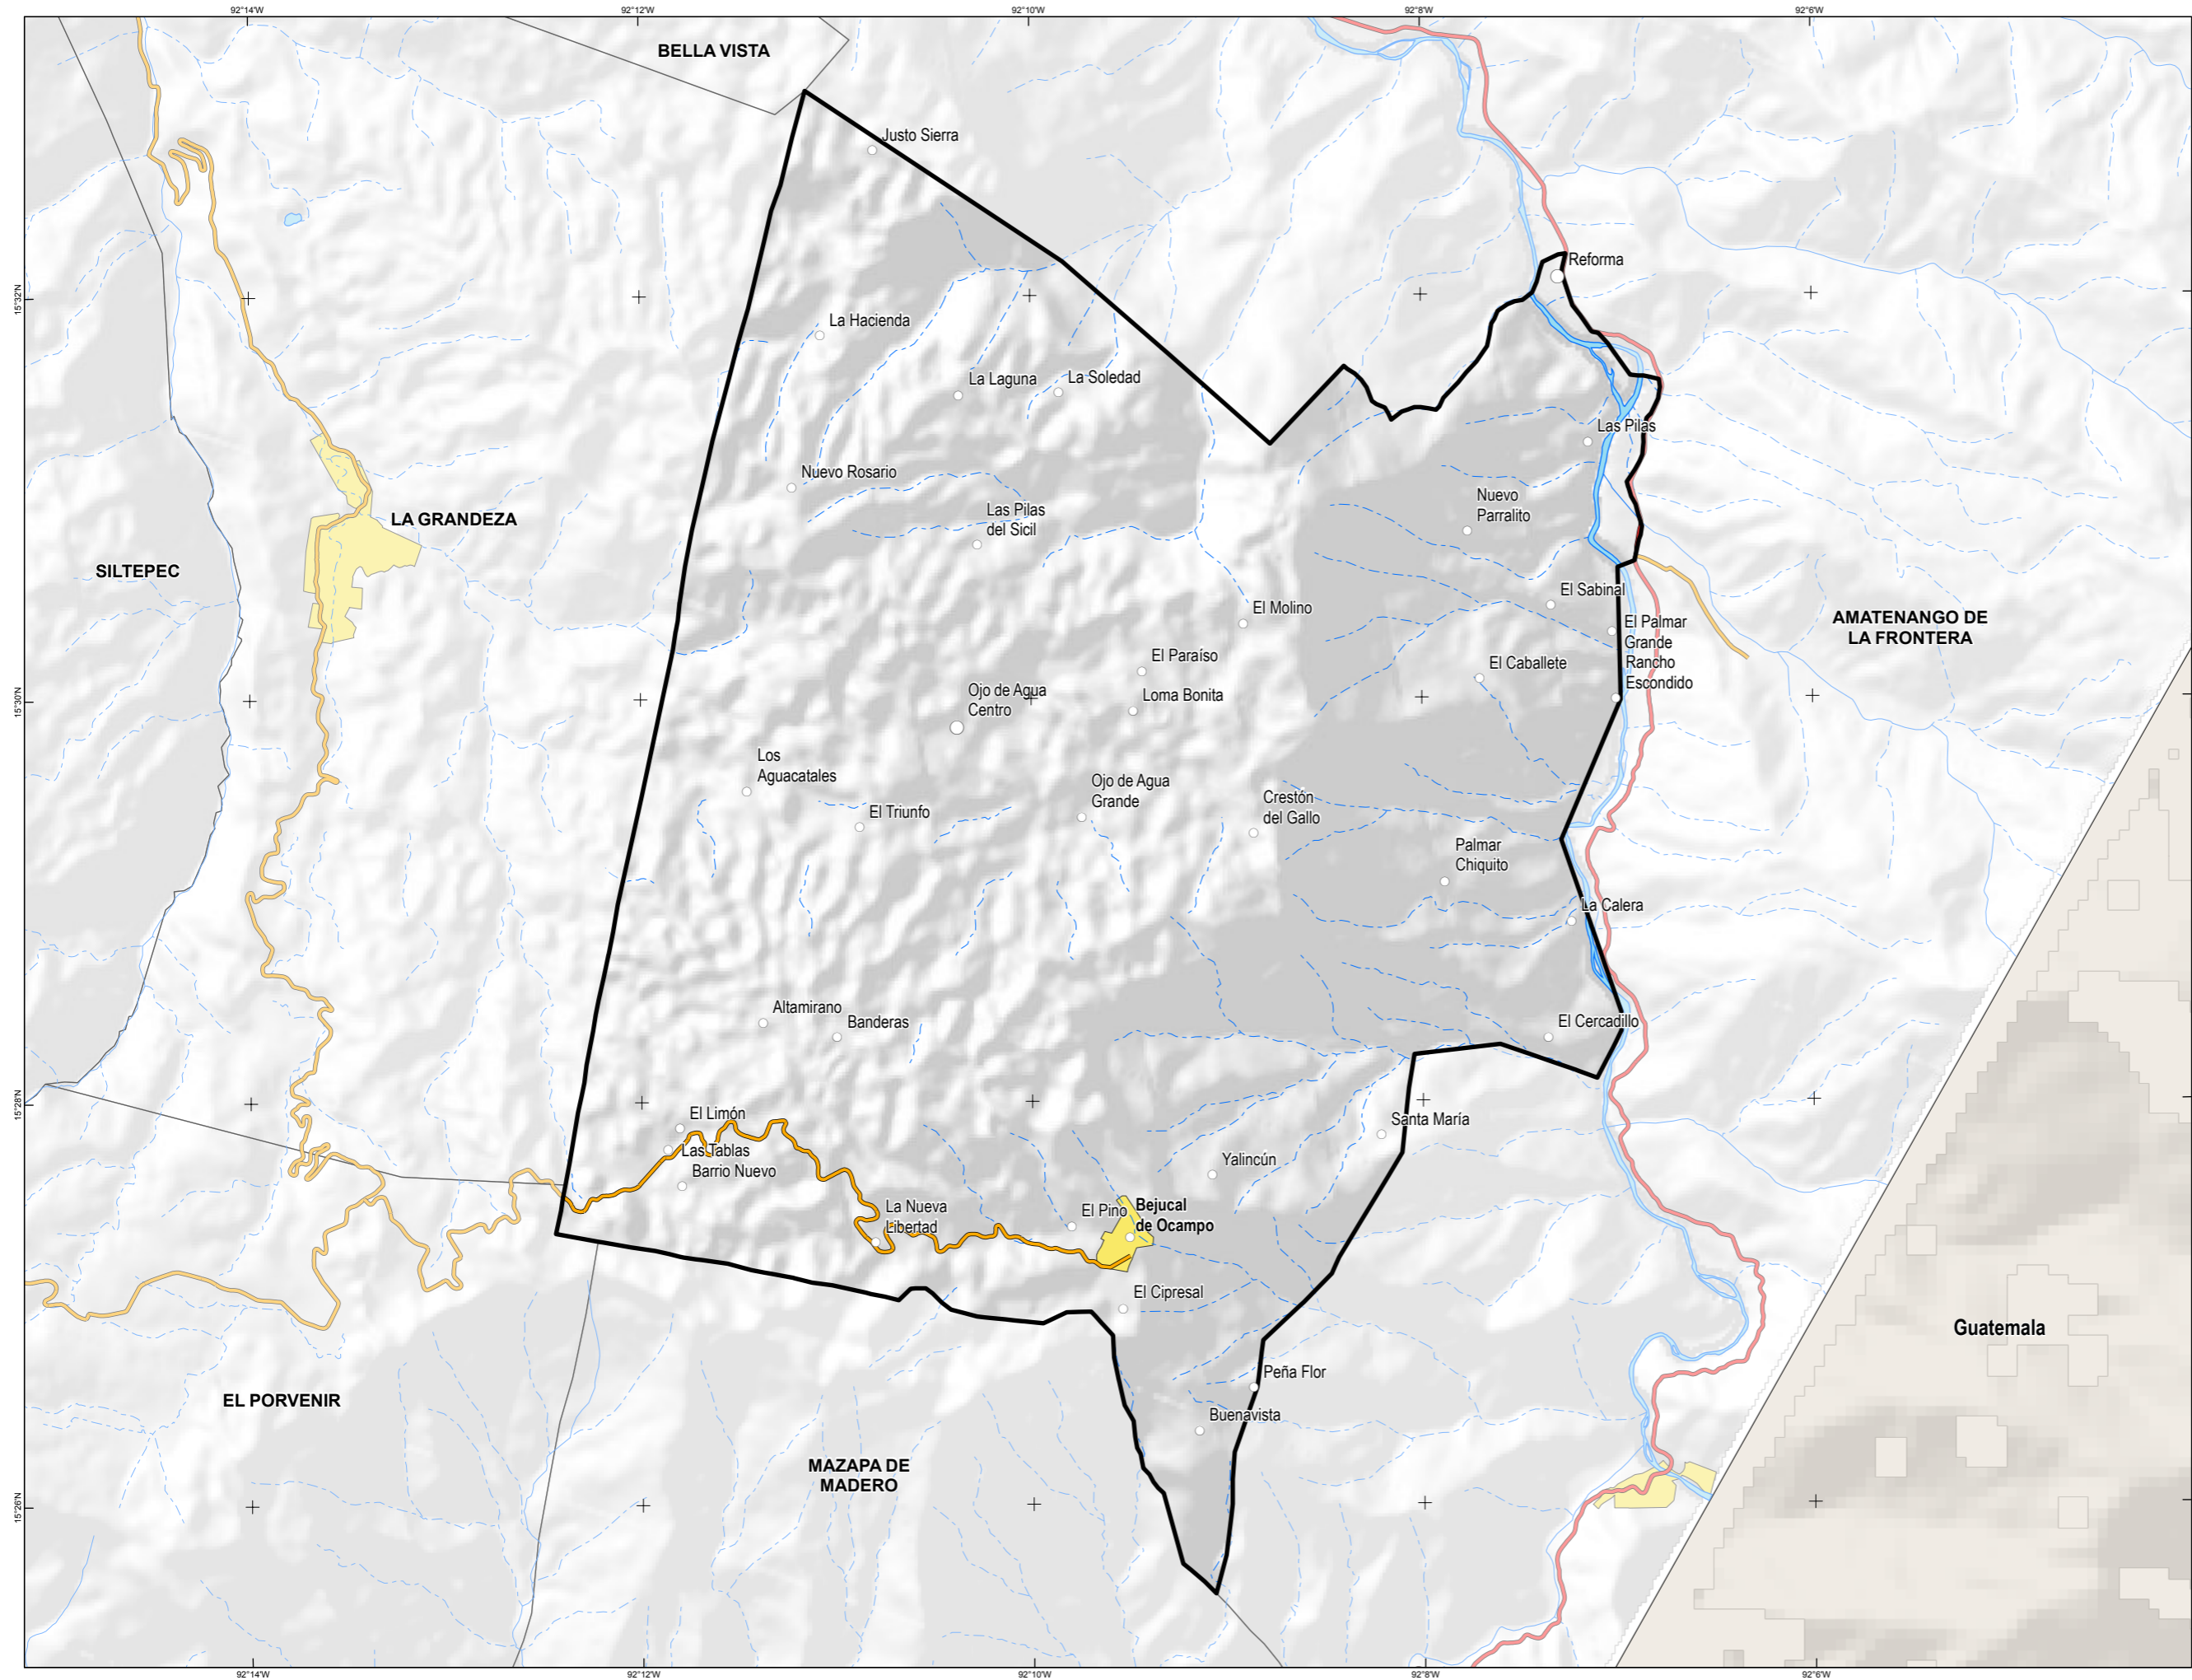 92°14'W
92°12'W
92°10'W
92°8'W
92°6'W
BELLA VISTA
Justo Sierra
Reforma
15°32'N
La Hacienda
La Laguna
La Soledad
Las Pilas
Nuevo Rosario
Nuevo
Parralito
Las Pilas
del Sicil
LA GRANDEZA
SILTEPEC
El Sabinal
El Molino
El Palmar
Grande
AMATENANGO DE
LA FRONTERA
El Paraíso
El Caballete
Rancho
Escondido
Ojo de Agua
Centro
Loma Bonita
15°30'N
Los
Aguacatales
Ojo de Agua
Grande
El Triunfo
Crestón
del Gallo
Palmar
Chiquito
La Calera
Altamirano
Banderas
El Cercadillo
15°28'N
El Limón
Santa María
Las Tablas
Barrio Nuevo
Yalincún
La Nueva
Libertad
El Pino
Bejucal
de Ocampo
El Cipresal
Guatemala
Peña Flor
EL PORVENIR
Buenavista
MAZAPA DE
MADERO
15°26'N
92°14'W
92°12'W
92°10'W
92°8'W
92°6'W